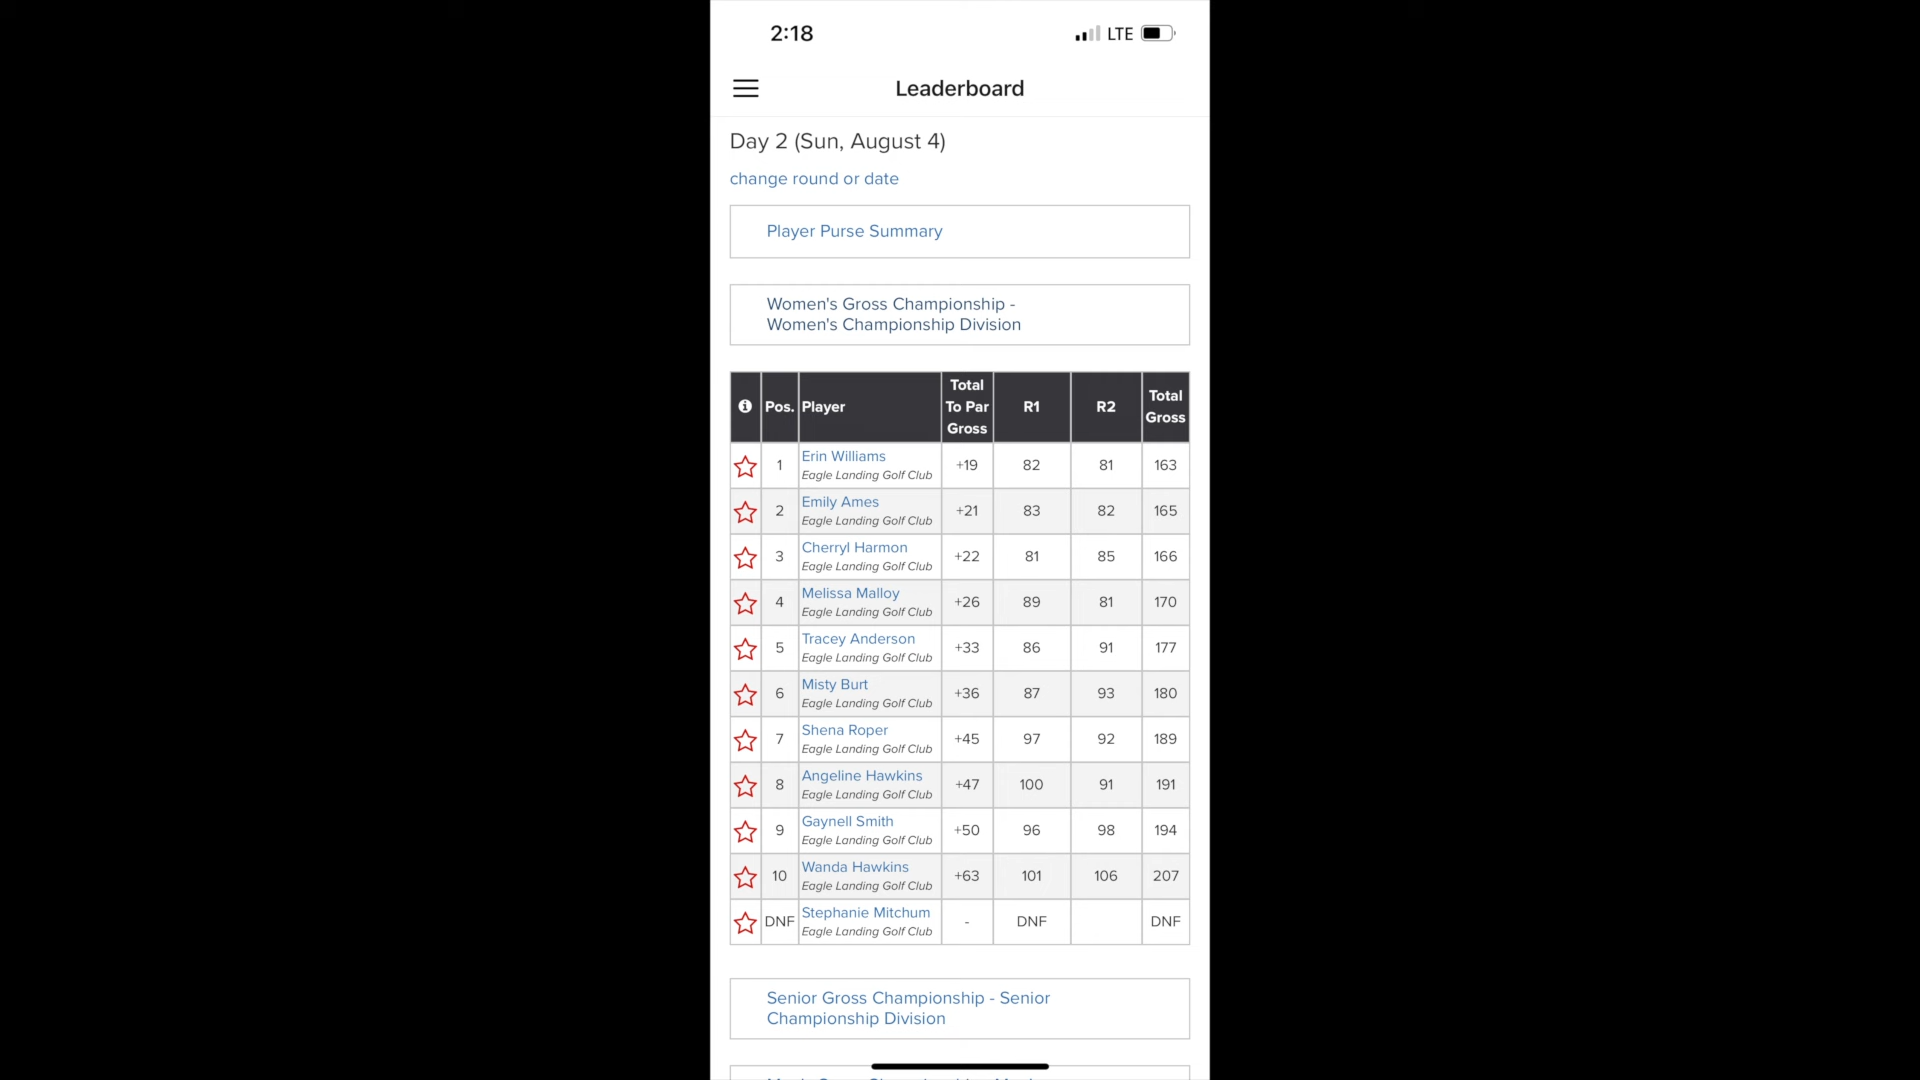 2:18 LTE
Leaderboard
Day 2 (Sun, August 4)
change round or date
Player Purse Summary
Women's Gross Championship -
Women's Championship Division
Pos. Player Total To Par Gross R1 R2 Total Gross
1 Erin Williams +19 82 81 163
Eagle Landing Golf Club
2 Emily Ames +21 83 82 165
Eagle Landing Golf Club
3 Cherryl Harmon +22 81 85 166
Eagle Landing Golf Club
4 Melissa Malloy +26 89 81 170
Eagle Landing Golf Club
5 Tracey Anderson +33 86 91 177
Eagle Landing Golf Club
6 Misty Burt +36 87 93 180
Eagle Landing Golf Club
7 Shena Roper +45 97 92 189
Eagle Landing Golf Club
8 Angeline Hawkins +47 100 91 191
Eagle Landing Golf Club
9 Gaynell Smith +50 96 98 194
Eagle Landing Golf Club
10 Wanda Hawkins +63 101 106 207
Eagle Landing Golf Club
DNF Stephanie Mitchum - DNF DNF
Eagle Landing Golf Club
Senior Gross Championship - Senior
Championship Division